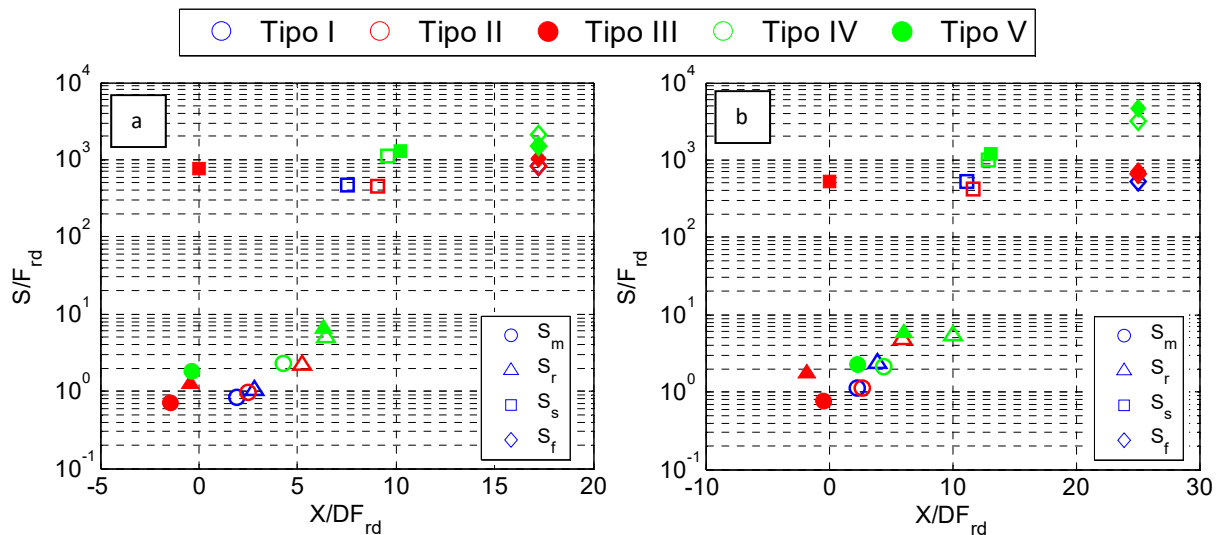 Tipo I Tipo II Tipo III Tipo IV Tipo V
a
10^4
10^3
10^2
10^1
10^0
10^-1
S/F_rd
-5 0 5 10 15 20
X/DF_rd
S_m
S_r
S_s
S_f
b
10^4
10^3
10^2
10^1
10^0
10^-1
S/F_rd
-10 0 10 20 30
X/DF_rd
S_m
S_r
S_s
S_f